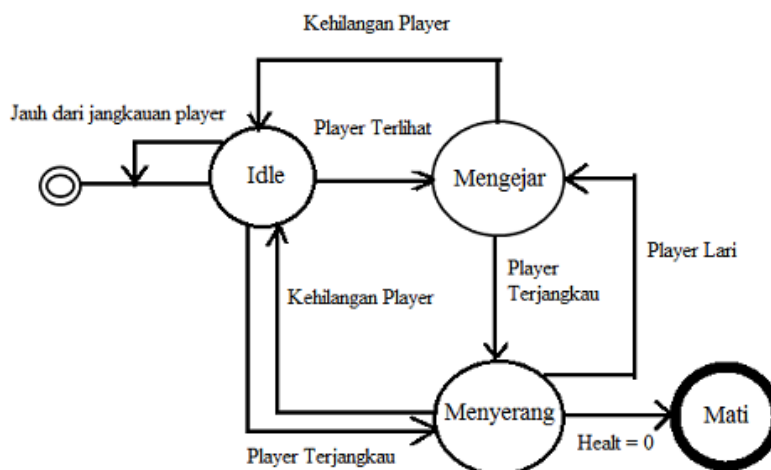 Kehilangan Player
Jauh dari jangkauan player
Player Terlihat
Idle
Mengejar
Player
Terjangkau
Player Lari
Kehilangan Player
Menyerang
Mati
Player Terjangkau
Healt = 0